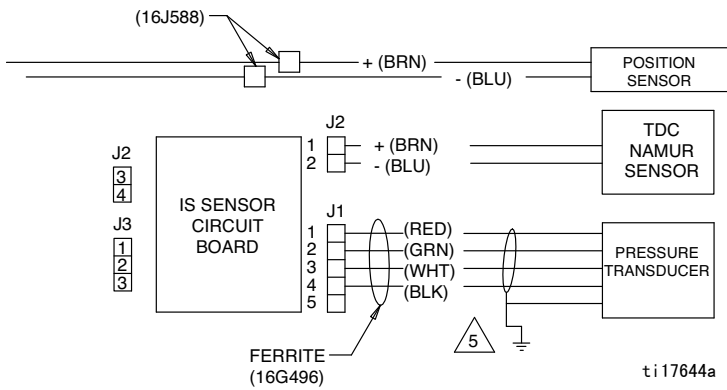 (16J588)
+ (BRN)
- (BLU)
POSITION
SENSOR
J2
1
2
+ (BRN)
- (BLU)
TDC
NAMUR
SENSOR
J2
3
4
J3
1
2
3
IS SENSOR
CIRCUIT
BOARD
J1
1
2
3
4
5
(RED)
(GRN)
(WHT)
(BLK)
PRESSURE
TRANSDUCER
5
FERRITE
(16G496)
ti17644a